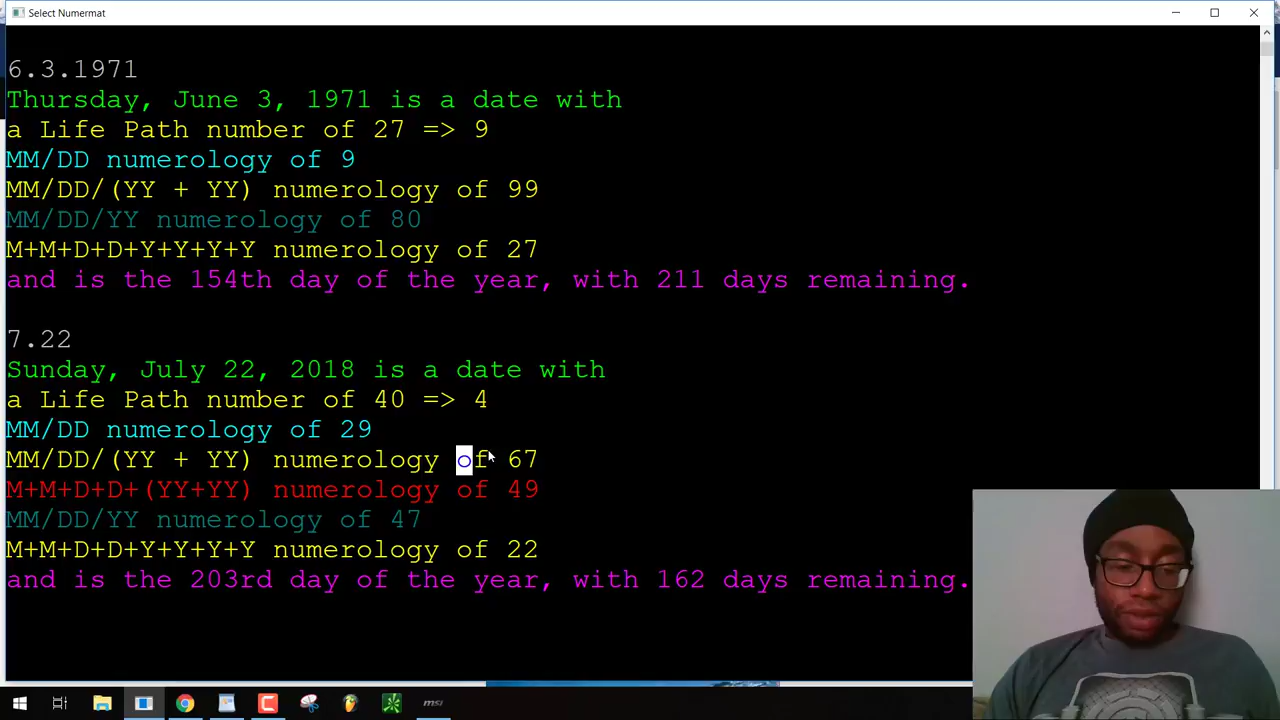 Select Numermat
6.3.1971
Thursday, June 3, 1971 is a date with
a Life Path number of 27 => 9
MM/DD numerology of 9
MM/DD/(YY + YY) numerology of 99
MM/DD/YY numerology of 80
M+M+D+D+Y+Y+Y+Y numerology of 27
and is the 154th day of the year, with 211 days remaining.
7.22
Sunday, July 22, 2018 is a date with
a Life Path number of 40 => 4
MM/DD numerology of 29
MM/DD/(YY + YY) numerology of 67
M+M+D+D+(YY+YY) numerology of 49
MM/DD/YY numerology of 47
M+M+D+D+Y+Y+Y+Y numerology of 22
and is the 203rd day of the year, with 162 days remaining.
msi